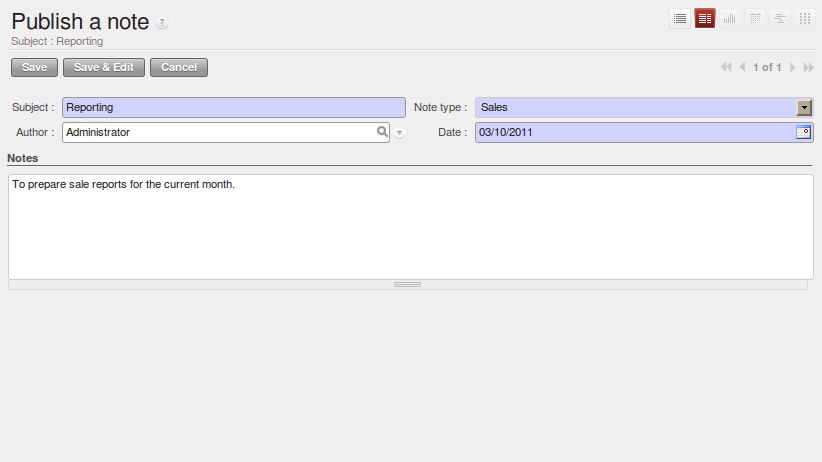 Publish a note ?
Subject : Reporting
Save Save & Edit Cancel 1 of 1
Subject : Reporting Note type : Sales
Author : Administrator Date : 03/10/2011
Notes
To prepare sale reports for the current month.